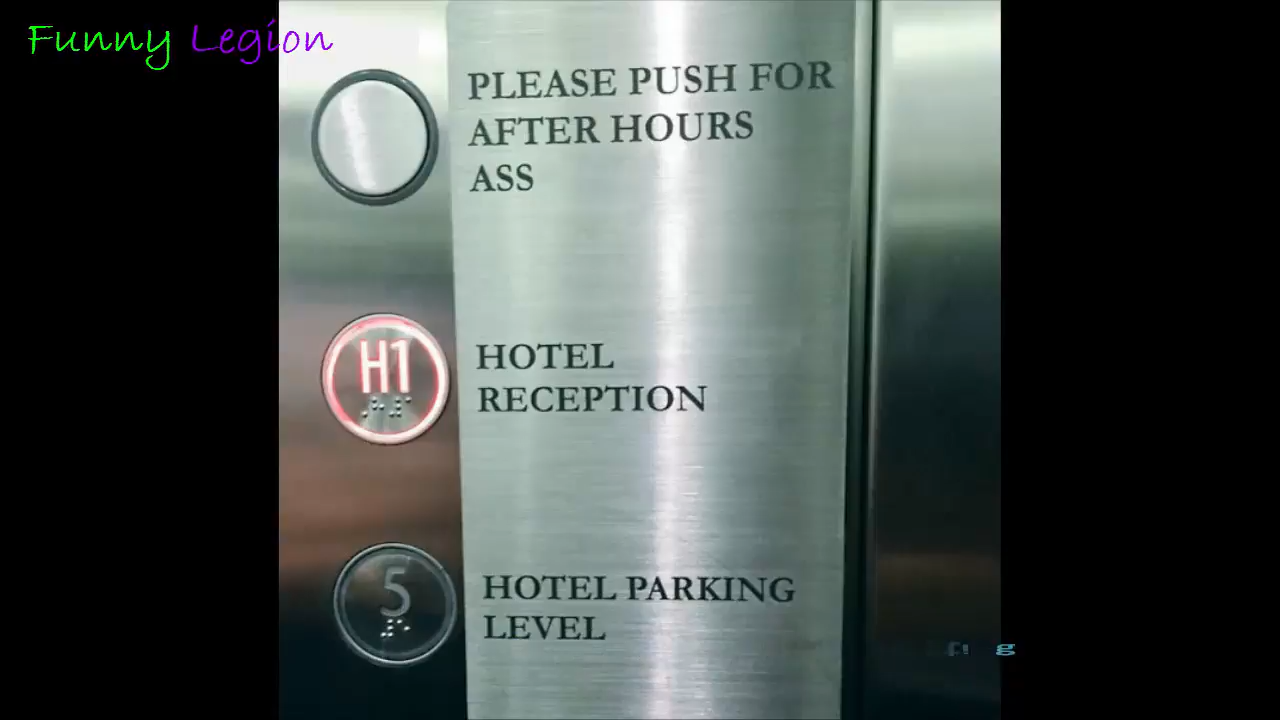 Funny Legion
PLEASE PUSH FOR
AFTER HOURS
ASS
H1
HOTEL
RECEPTION
5
HOTEL PARKING
LEVEL